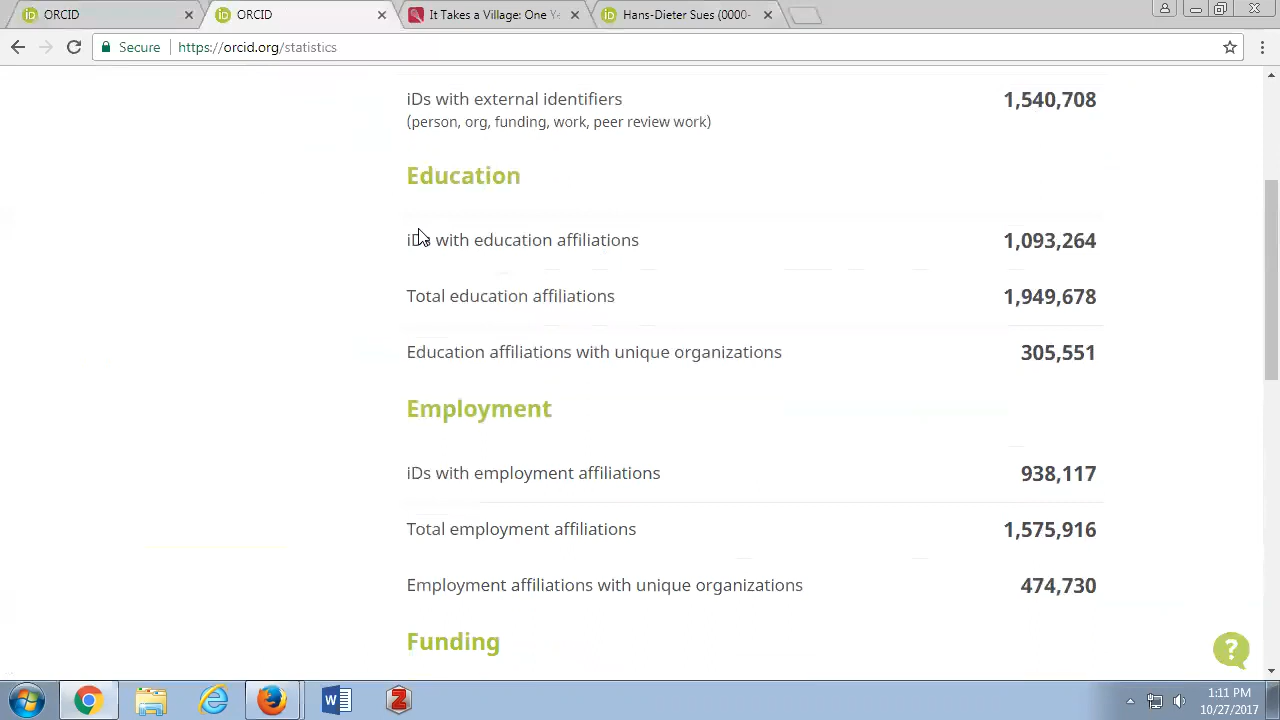 ORCID
ORCID
It Takes a Village: One Y
Hans-Dieter Sues (0000-
Secure
https://orcid.org/statistics
iDs with external identifiers
1,540,708
(person, org, funding, work, peer review work)
Education
iDs with education affiliations
1,093,264
Total education affiliations
1,949,678
Education affiliations with unique organizations
305,551
Employment
iDs with employment affiliations
938,117
Total employment affiliations
1,575,916
Employment affiliations with unique organizations
474,730
Funding
?
1:11 PM
10/27/2017